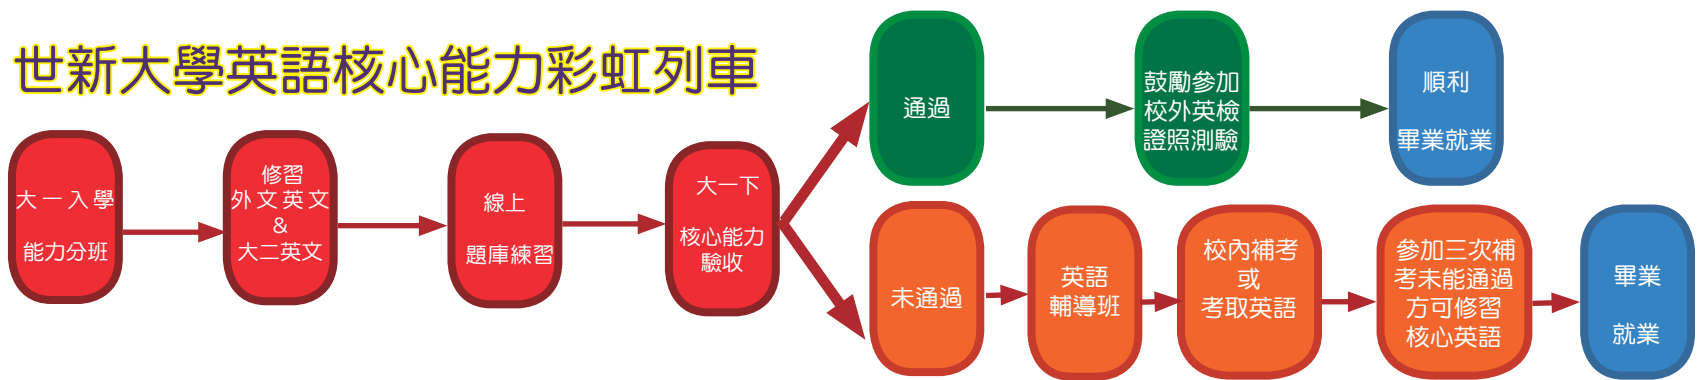 世新大學英語核心能力彩虹列車
大一入學
能力分班
修習
外文英文
&
大二英文
線上
題庫練習
大一下
核心能力
驗收
通過
鼓勵參加
校外英檢
證照測驗
順利
畢業就業
未通過
英語
輔導班
校內補考
或
考取英語
參加三次補
考未能通過
方可修習
核心英語
畢業
就業